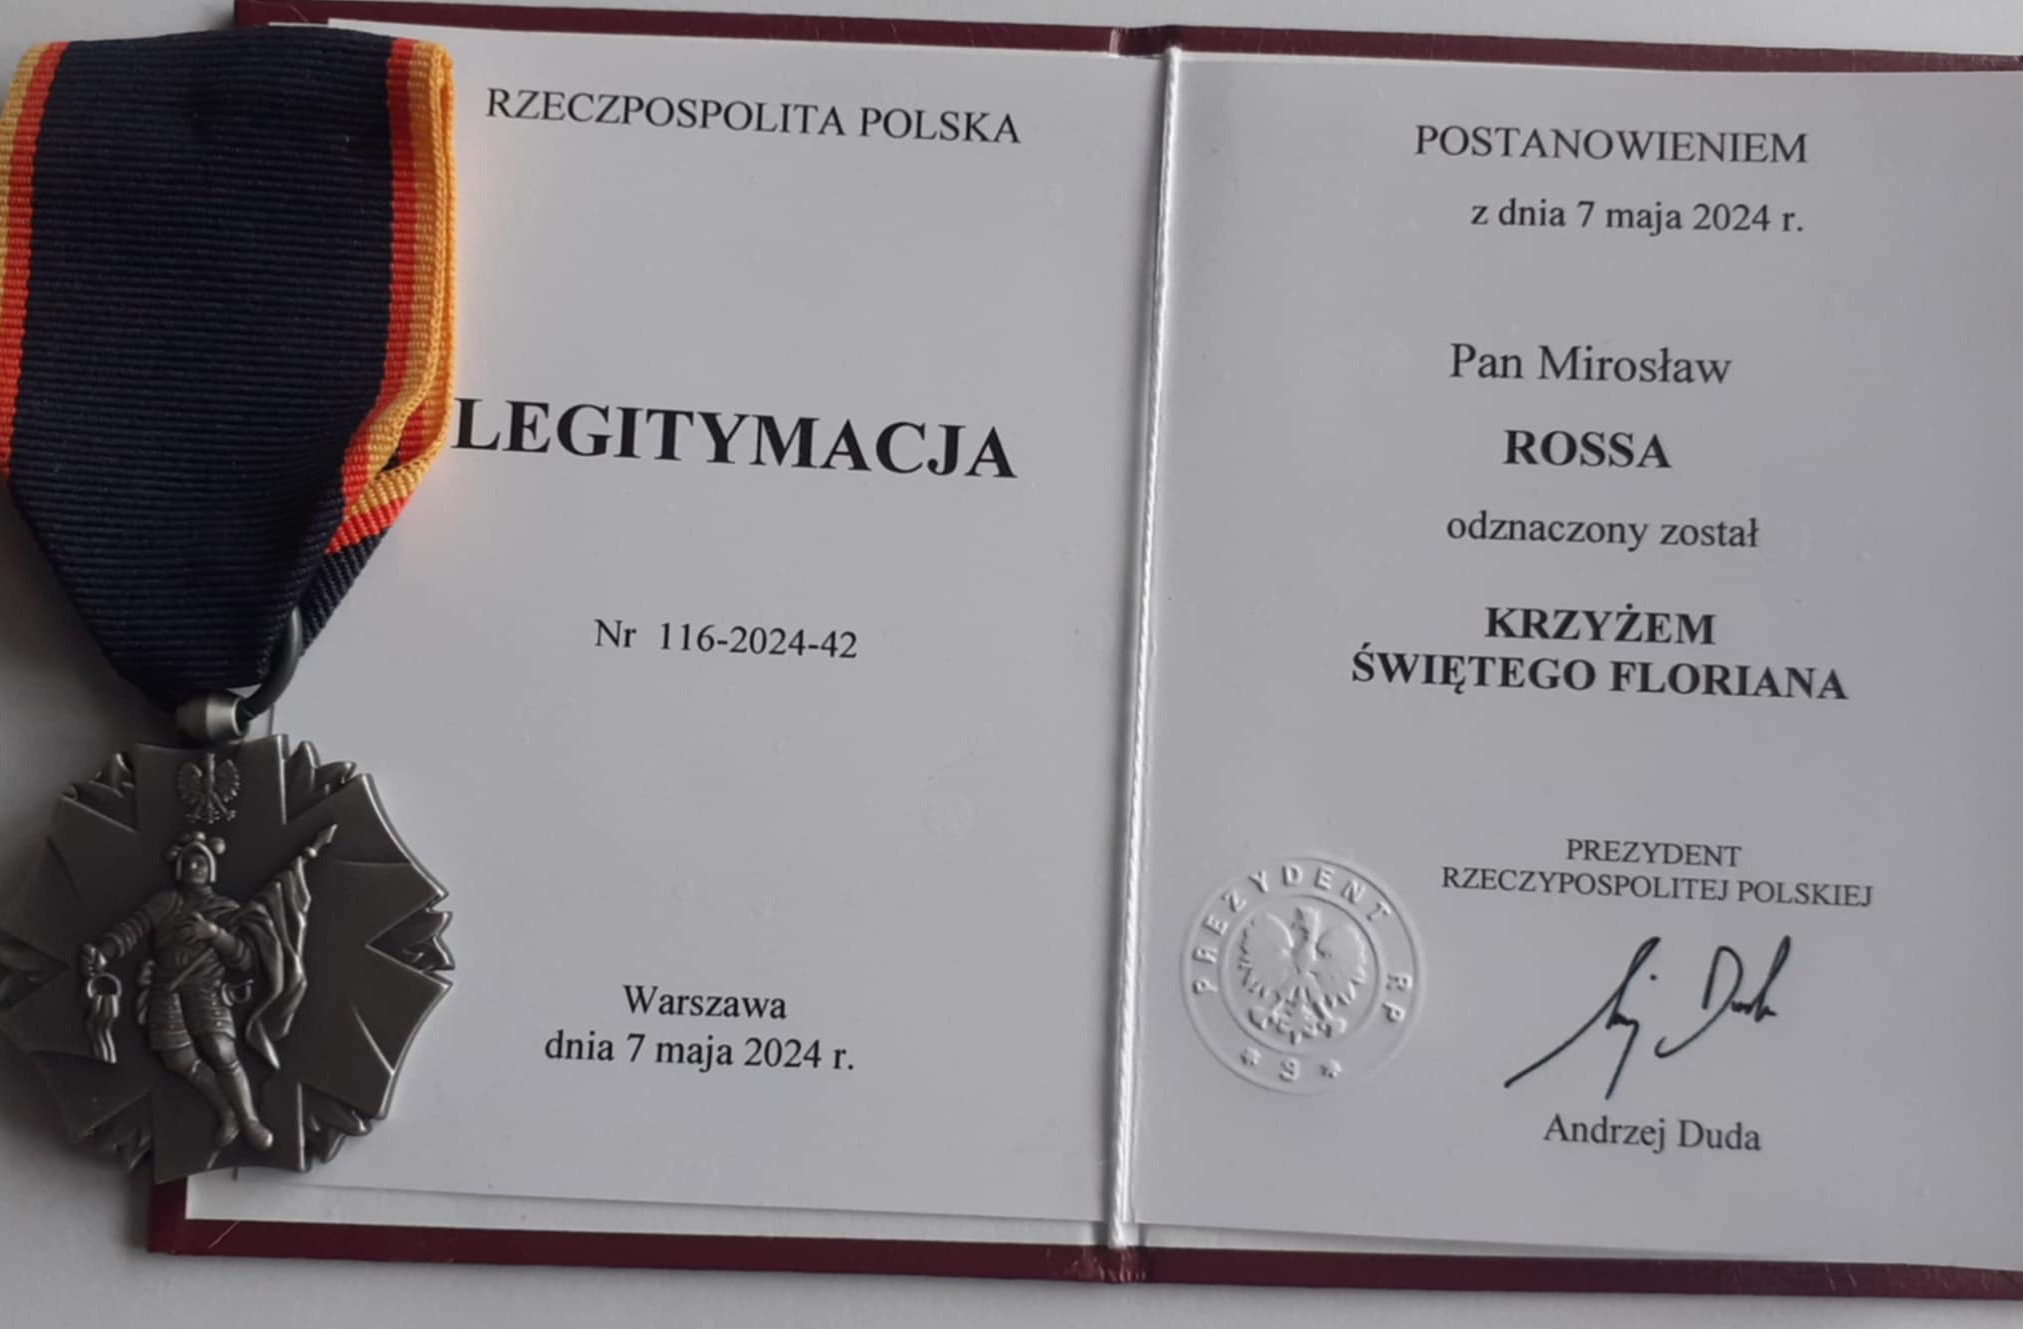 RZECZPOSPOLITA POLSKA
LEGITYMACJA
Nr 116-2024-42
Warszawa
dnia 7 maja 2024 r.
POSTANOWIENIEM
z dnia 7 maja 2024 r.
Pan Mirosław
ROSSA
odznaczony został
KRZYŻEM
ŚWIĘTEGO FLORIANA
PREZYDENT
RZECZYPOSPOLITEJ POLSKIEJ
PREZYDENT RP
* 9 *
Andrzej Duda